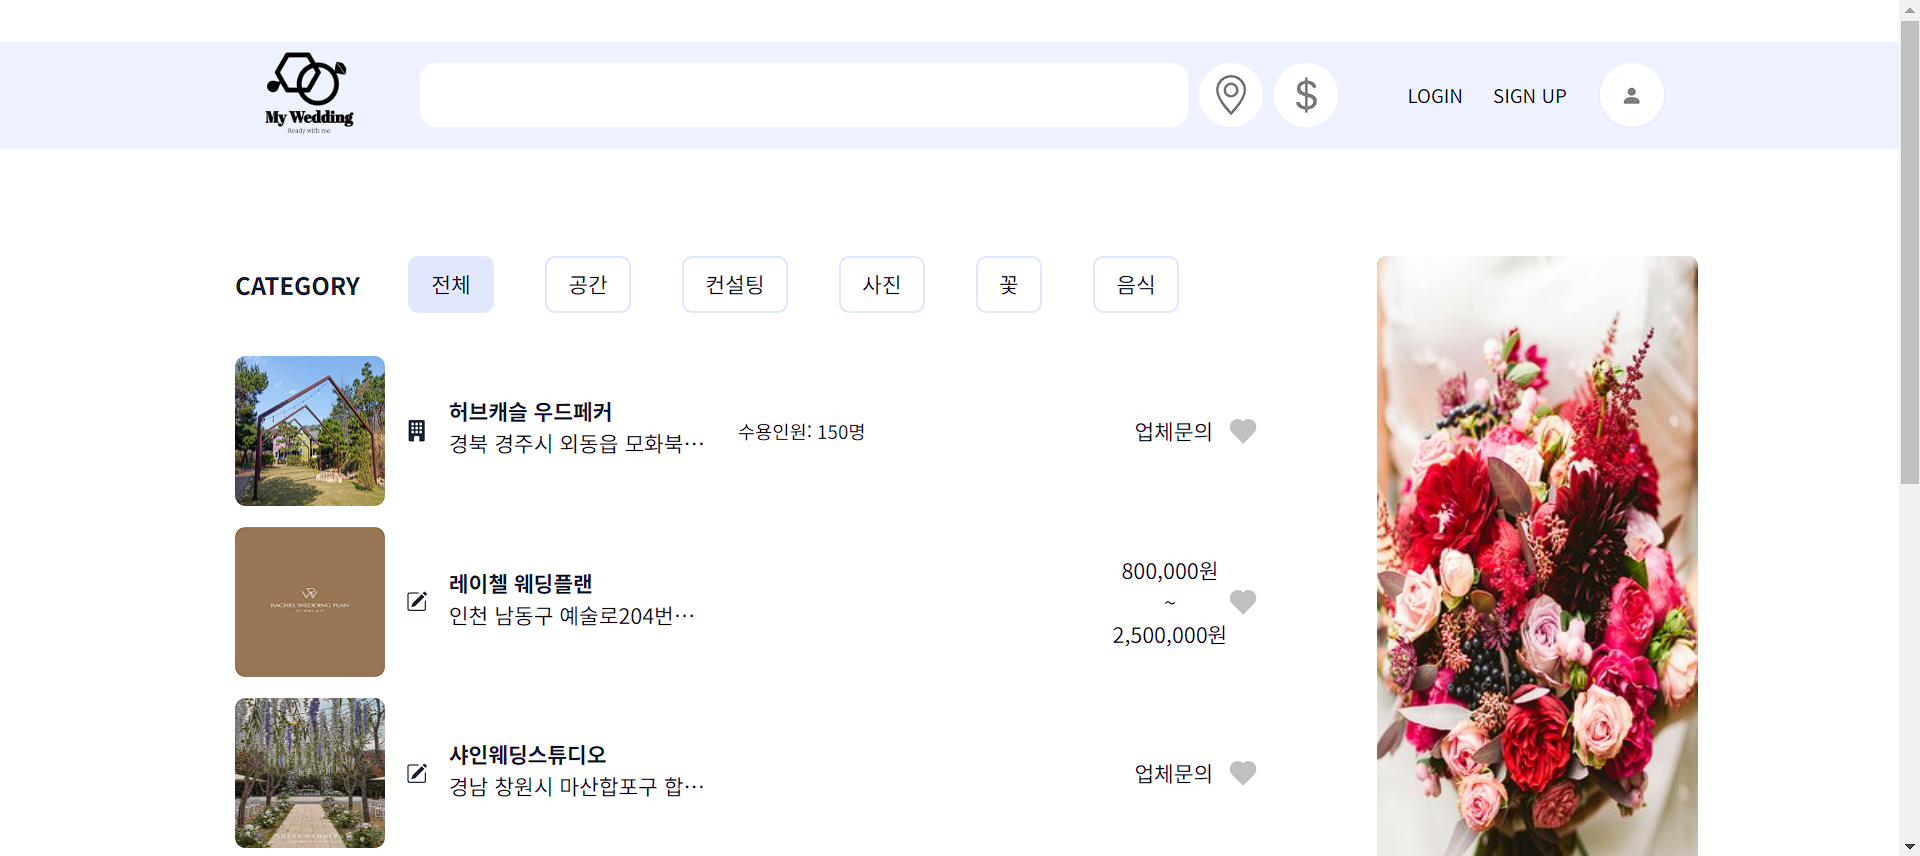 My Wedding
Ready with me
$
LOGIN
SIGN UP
CATEGORY
전체
공간
컨설팅
사진
꽃
음식
허브캐슬 우드페커
경북 경주시 외동읍 모화북…
수용인원: 150명
업체문의
RACHEL WEDDING PLAN
레이첼 웨딩플랜
인천 남동구 예술로204번…
800,000원
~
2,500,000원
샤인웨딩스튜디오
경남 창원시 마산합포구 합…
업체문의